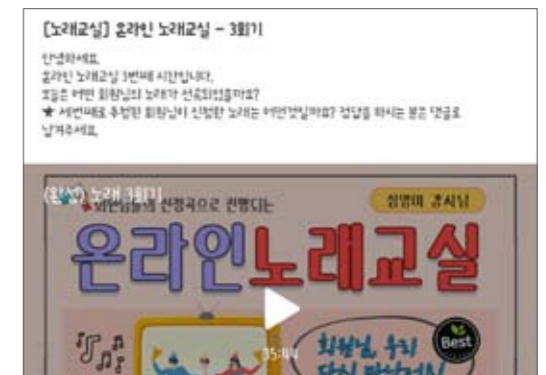 [노래교실] 온라인 노래교실 - 3회기
안녕하세요.
온라인 노래교실 3번째 시간입니다.
오늘은 어떤 회원님의 노래가 선곡되었을까요?
★ 세번째로 추첨된 회원님이 신청한 노래는 어떤것일까요? 정답을 아시는 분은 댓글로
남겨주세요.
(완성) 노래 3회기
회원님들의 신청곡으로 진행되는
강사님
온라인노래교실
35:44
회원님, 우리
Best